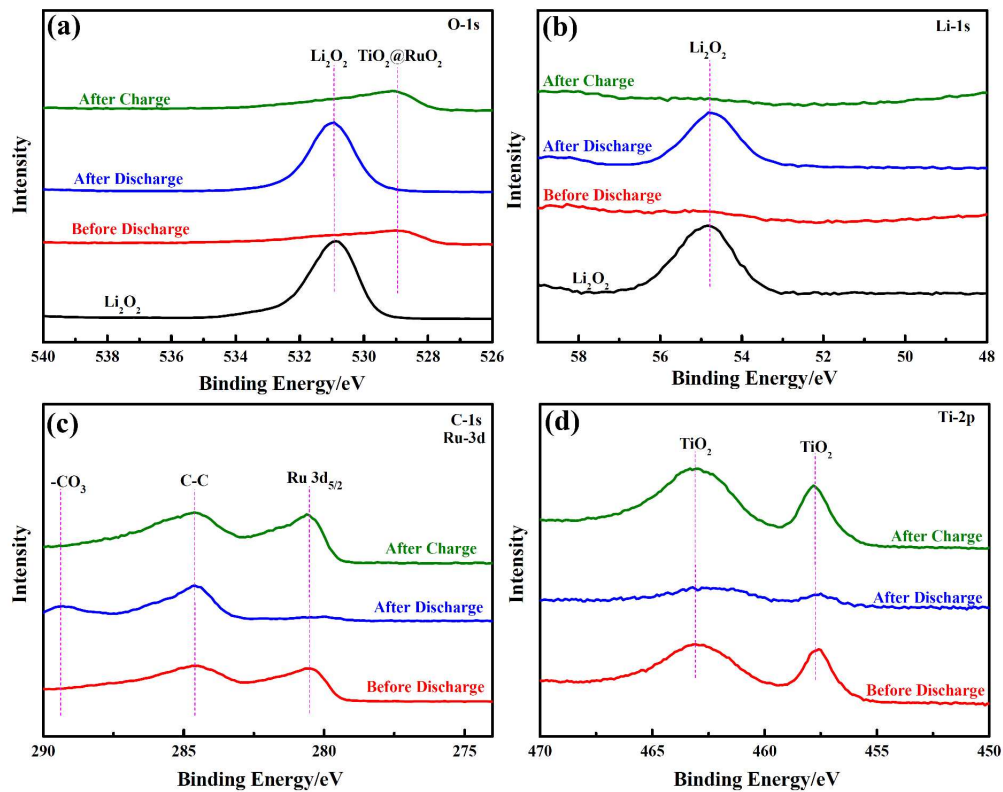 (a)
O-1s
Li₂O₂
TiO₂@RuO₂
After Charge
After Discharge
Before Discharge
Li₂O₂
Intensity
540 538 536 534 532 530 528 526
Binding Energy/eV
(b)
Li-1s
Li₂O₂
After Charge
After Discharge
Before Discharge
Li₂O₂
Intensity
58 56 54 52 50 48
Binding Energy/eV
(c)
C-1s
Ru-3d
-CO₃
C-C
Ru 3d₅/₂
After Charge
After Discharge
Before Discharge
Intensity
290 285 280 275
Binding Energy/eV
(d)
Ti-2p
TiO₂
TiO₂
After Charge
After Discharge
Before Discharge
Intensity
470 465 460 455 450
Binding Energy/eV